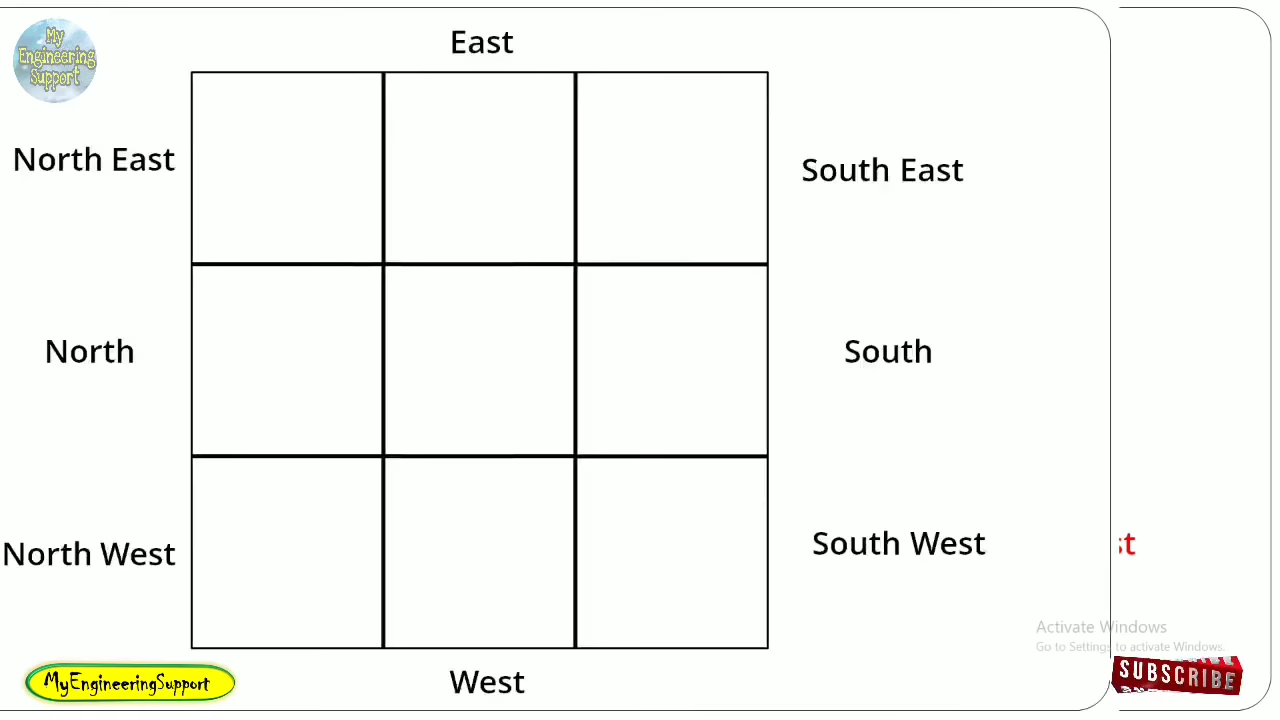 My
Engineering
Support
East
North East
South East
North
South
North West
South West
st
Activate Windows
Go to Settings to activate Windows.
MyEngineeringSupport
West
SUBSCRIBE